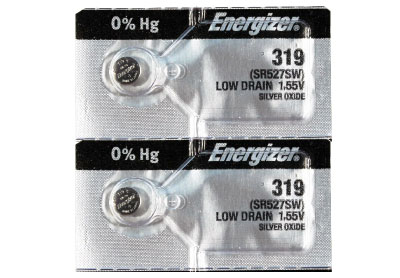 0% Hg Energizer.
319
(SR527SW)
LOW DRAIN 1.55V
SILVER OXIDE
0% Hg Energizer.
319
(SR527SW)
LOW DRAIN 1.55V
SILVER OXIDE